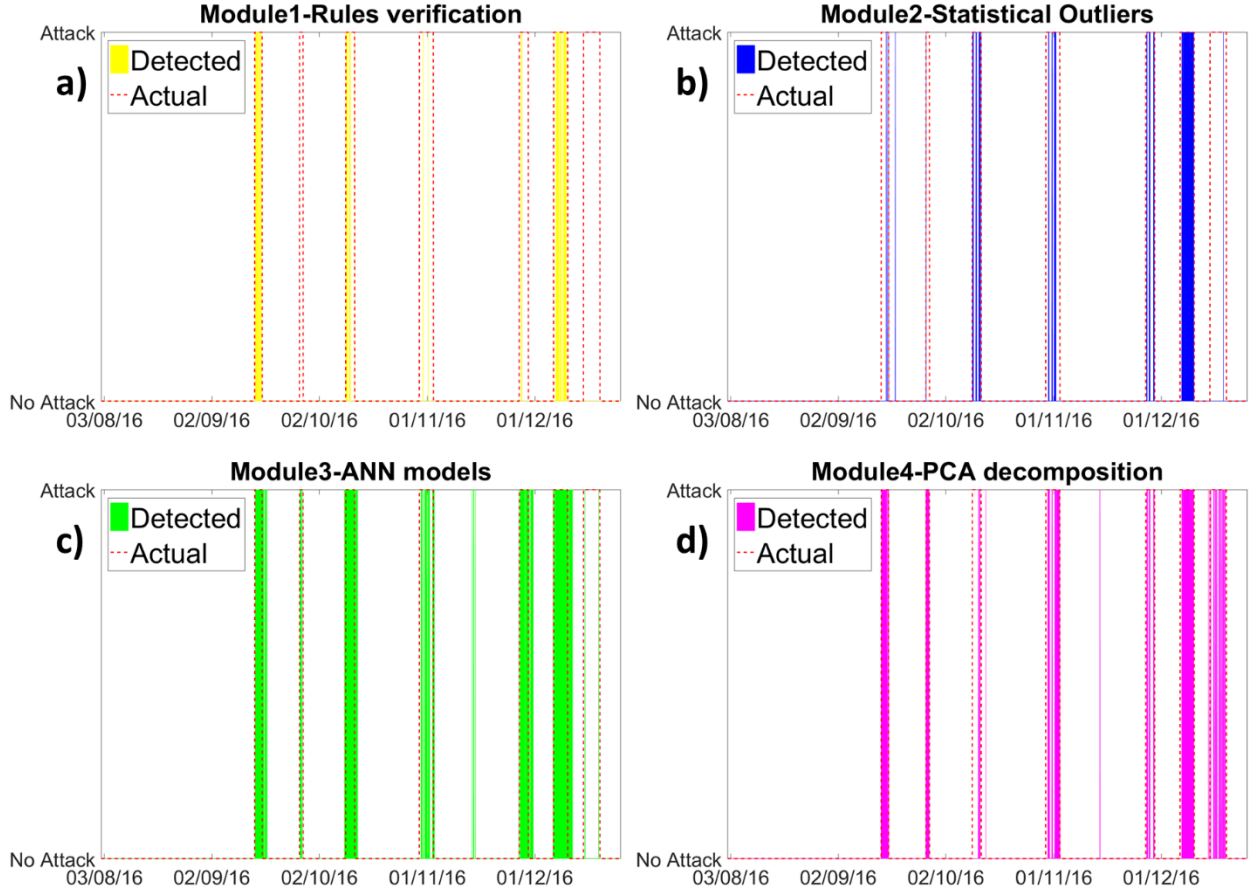 Module1-Rules verification
Attack
Detected
Actual
a)
No Attack
03/08/16 02/09/16 02/10/16 01/11/16 01/12/16
Module2-Statistical Outliers
Attack
Detected
Actual
b)
No Attack
03/08/16 02/09/16 02/10/16 01/11/16 01/12/16
Module3-ANN models
Attack
Detected
Actual
c)
No Attack
03/08/16 02/09/16 02/10/16 01/11/16 01/12/16
Module4-PCA decomposition
Attack
Detected
Actual
d)
No Attack
03/08/16 02/09/16 02/10/16 01/11/16 01/12/16